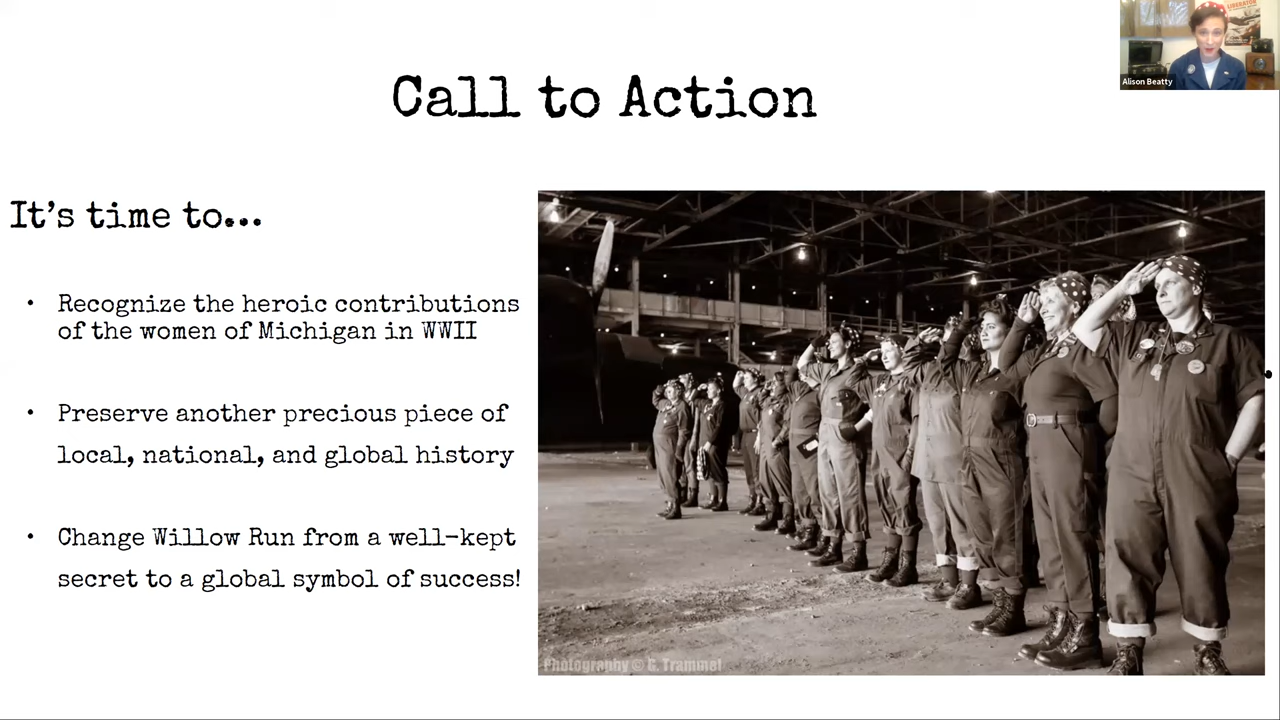 Call to Action
It's time to...
• Recognize the heroic contributions
of the women of Michigan in WWII
• Preserve another precious piece of
local, national, and global history
• Change Willow Run from a well-kept
secret to a global symbol of success!
Photography © E. Trammel
LIBERATOR
Alison Beatty